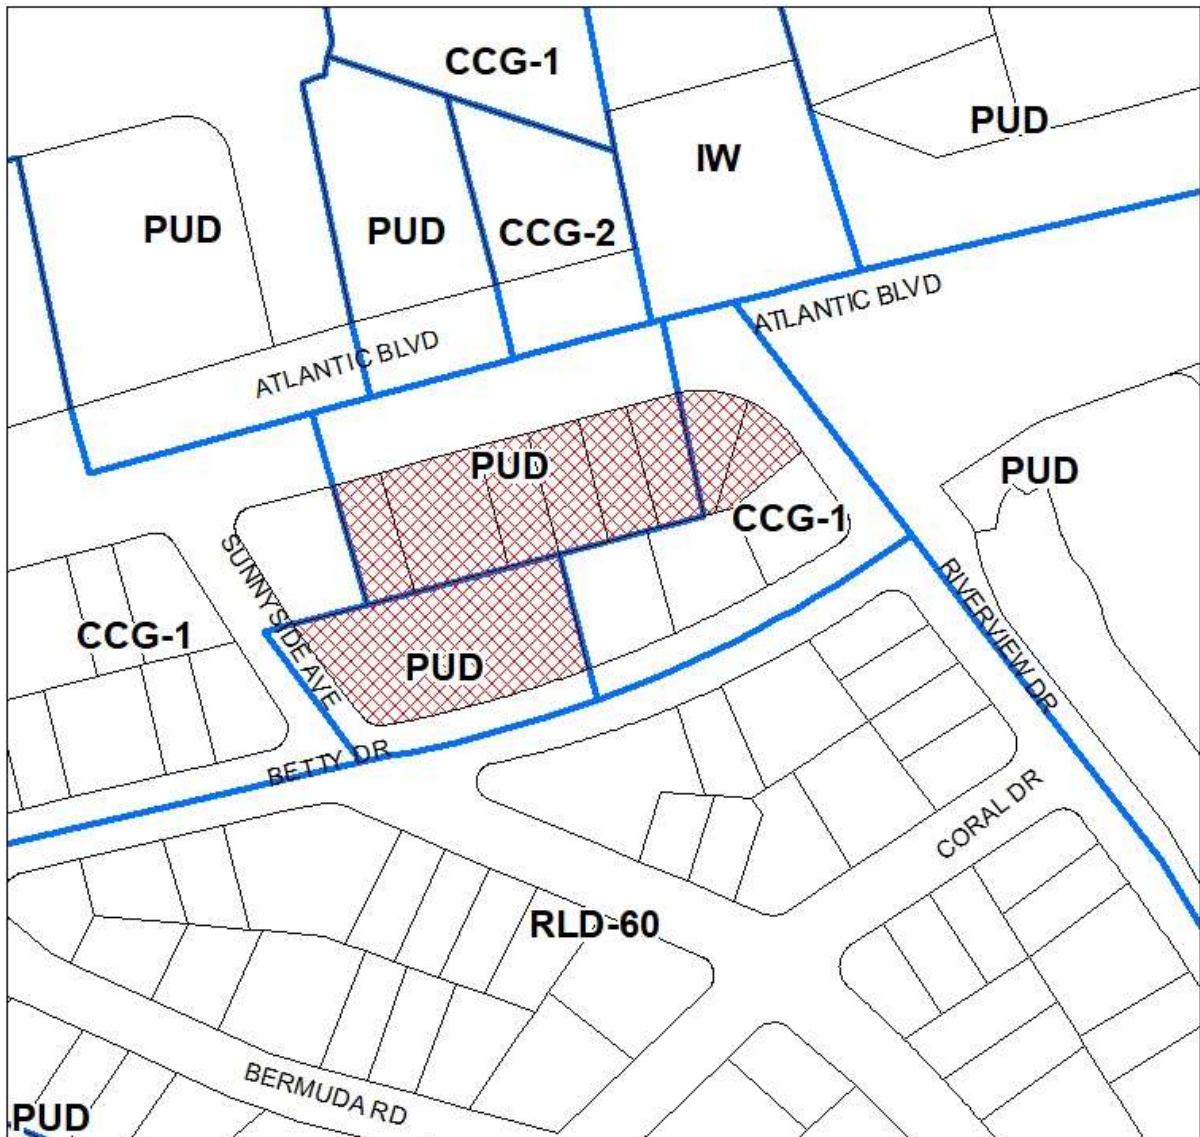 CCG-1
PUD
IW
PUD
PUD
CCG-2
ATLANTIC BLVD
ATLANTIC BLVD
PUD
PUD
CCG-1
SUNNYSIDE AVE
CCG-1
RIVERVIEW DR
PUD
BETTY DR
CORAL DR
RLD-60
BERMUDA RD
PUD